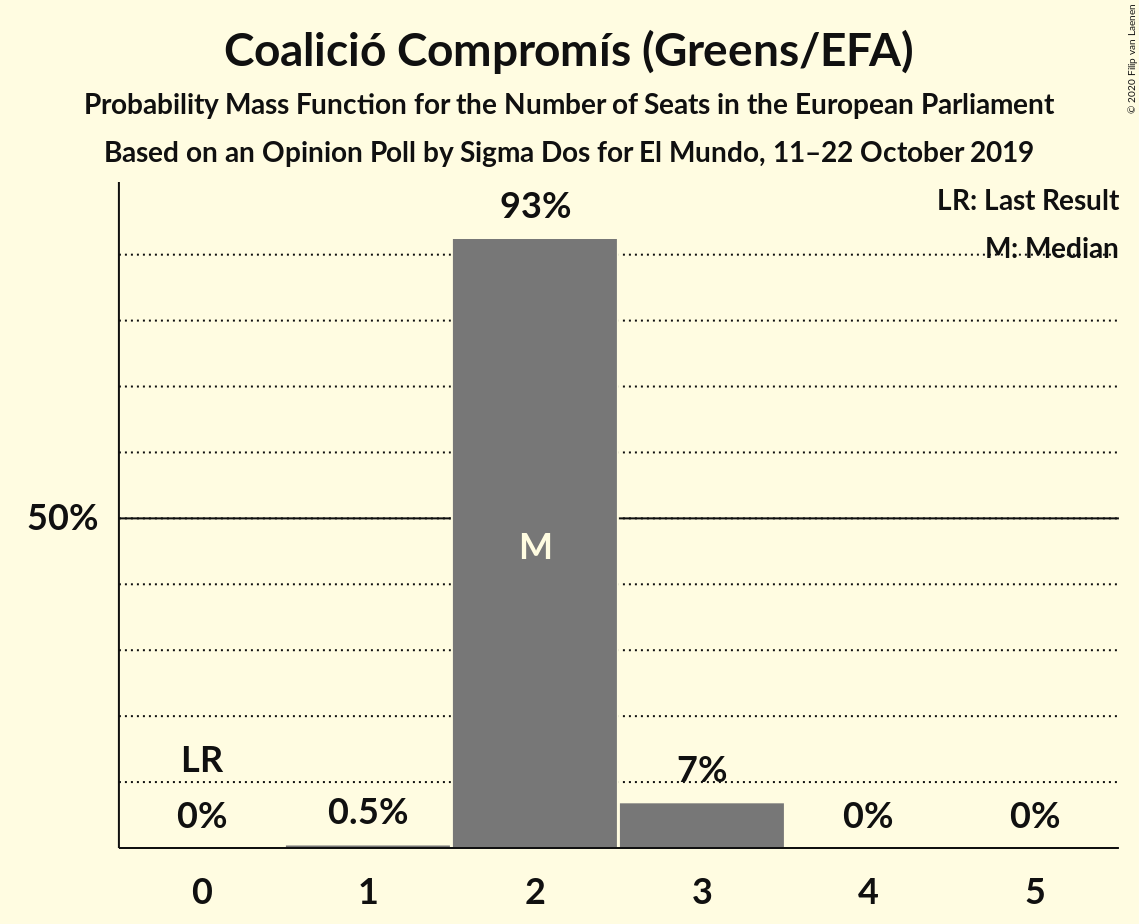 Coalició Compromís (Greens/EFA)
Probability Mass Function for the Number of Seats in the European Parliament
Based on an Opinion Poll by Sigma Dos for El Mundo, 11–22 October 2019
© 2020 Filip van Laenen
LR: Last Result
M: Median
93%
50%
M
LR
0%
0.5%
7%
0%
0%
0 1 2 3 4 5